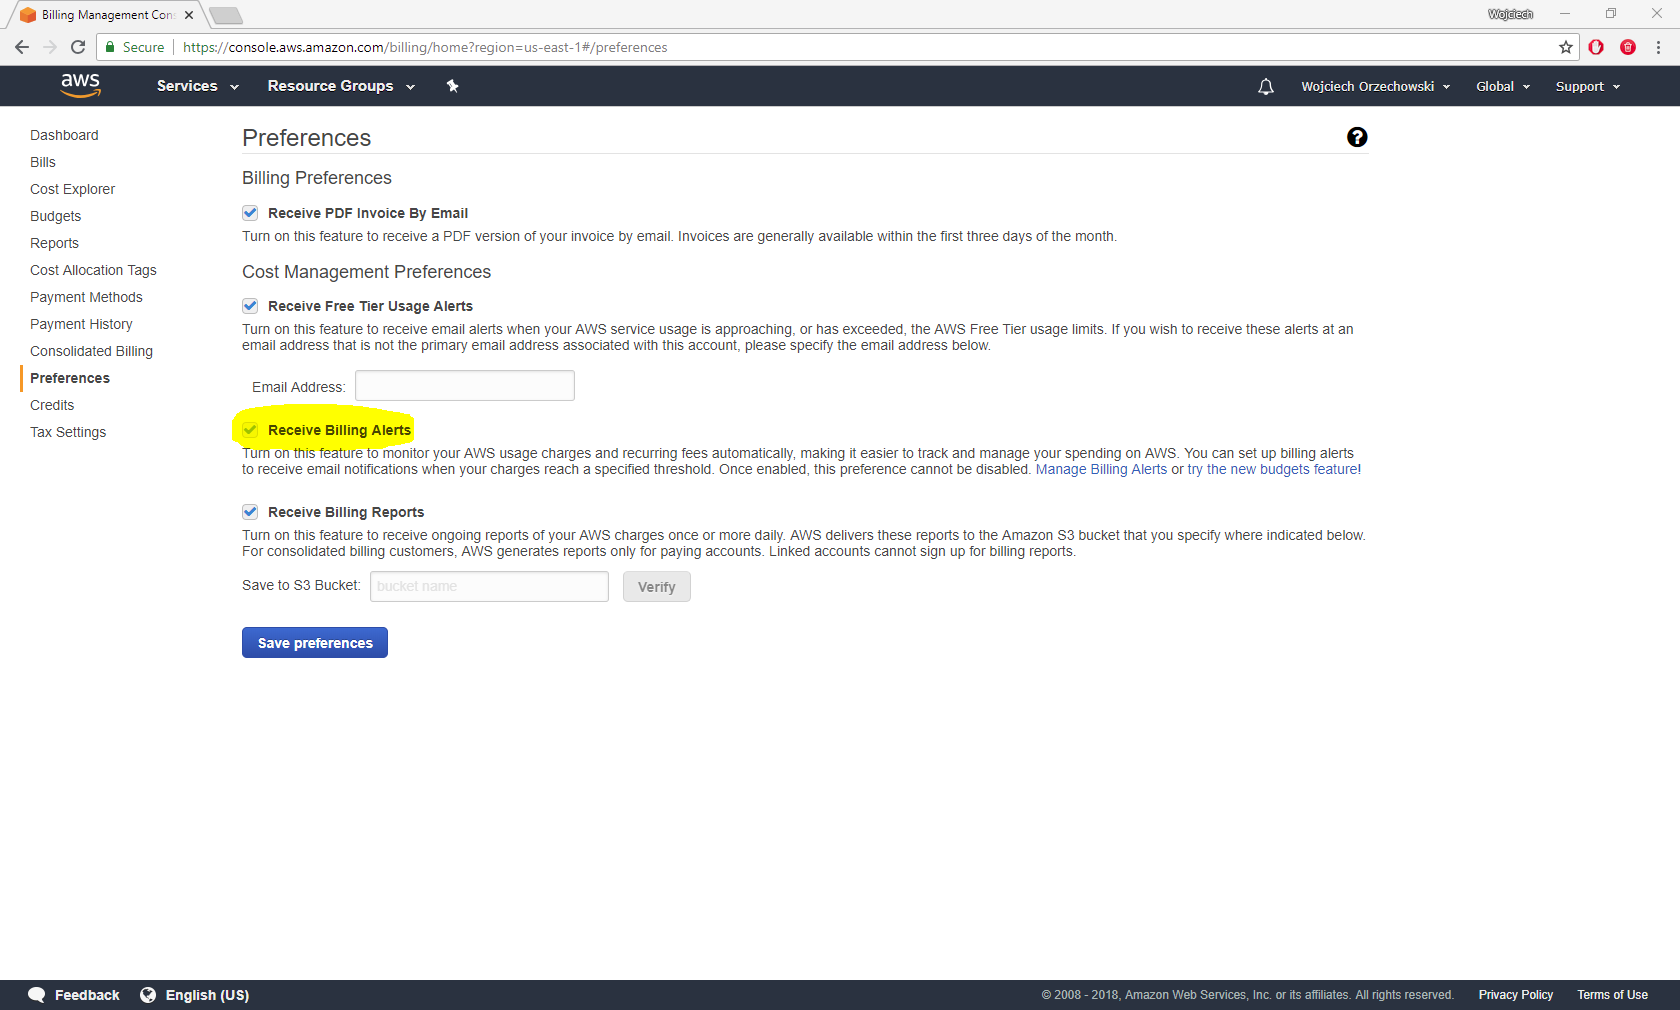 Billing Management Con
Wojciech
Secure
https://console.aws.amazon.com/billing/home?region=us-east-1#/preferences
aws
Services
Resource Groups
Wojciech Orzechowski
Global
Support
Dashboard
Bills
Cost Explorer
Budgets
Reports
Cost Allocation Tags
Payment Methods
Payment History
Consolidated Billing
Preferences
Credits
Tax Settings
Preferences
?
Billing Preferences
Receive PDF Invoice By Email
Turn on this feature to receive a PDF version of your invoice by email. Invoices are generally available within the first three days of the month.
Cost Management Preferences
Receive Free Tier Usage Alerts
Turn on this feature to receive email alerts when your AWS service usage is approaching, or has exceeded, the AWS Free Tier usage limits. If you wish to receive these alerts at an
email address that is not the primary email address associated with this account, please specify the email address below.
Email Address:
Receive Billing Alerts
Turn on this feature to monitor your AWS usage charges and recurring fees automatically, making it easier to track and manage your spending on AWS. You can set up billing alerts
to receive email notifications when your charges reach a specified threshold. Once enabled, this preference cannot be disabled. Manage Billing Alerts or try the new budgets feature!
Receive Billing Reports
Turn on this feature to receive ongoing reports of your AWS charges once or more daily. AWS delivers these reports to the Amazon S3 bucket that you specify where indicated below.
For consolidated billing customers, AWS generates reports only for paying accounts. Linked accounts cannot sign up for billing reports.
Save to S3 Bucket: bucket name Verify
Save preferences
Feedback
English (US)
© 2008 - 2018, Amazon Web Services, Inc. or its affiliates. All rights reserved.
Privacy Policy
Terms of Use